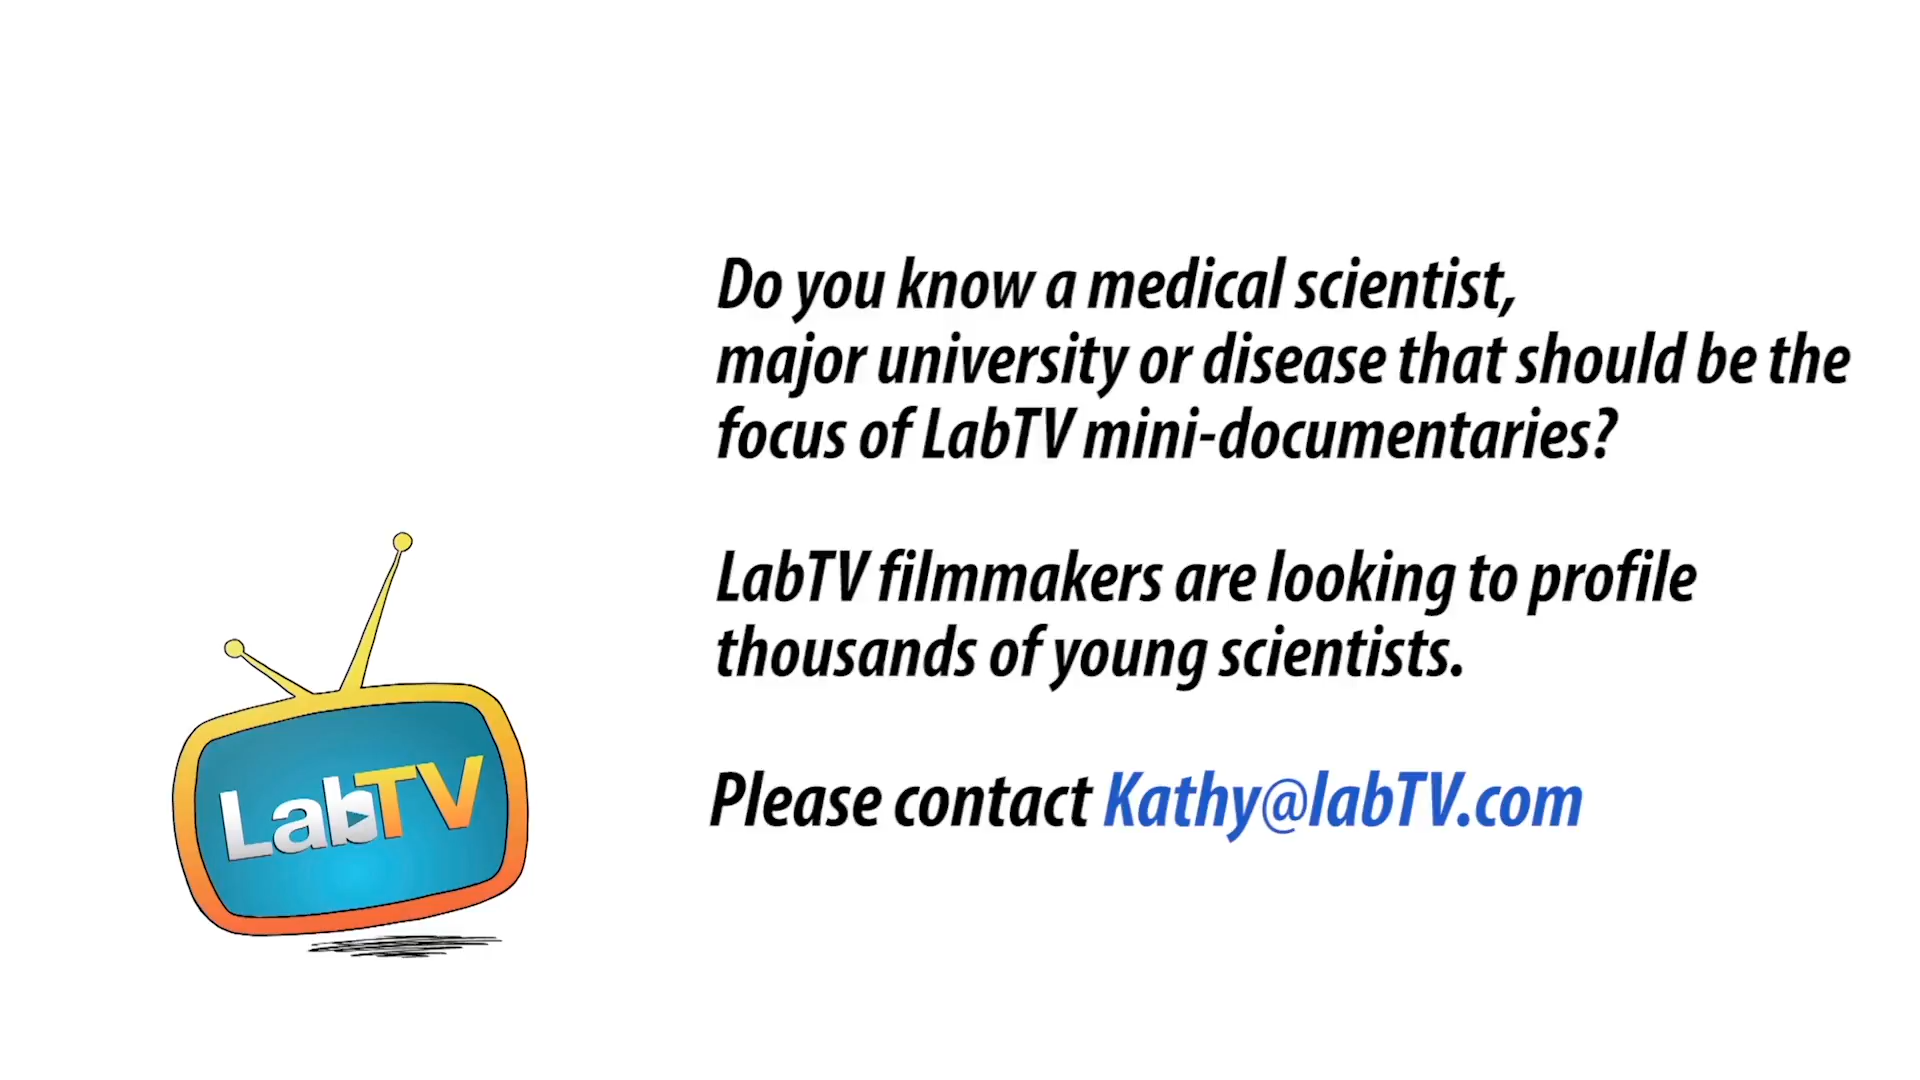 Do you know a medical scientist,
major university or disease that should be the
focus of LabTV mini-documentaries?
LabTV filmmakers are looking to profile
thousands of young scientists.
Please contact Kathy@labTV.com
LabTV